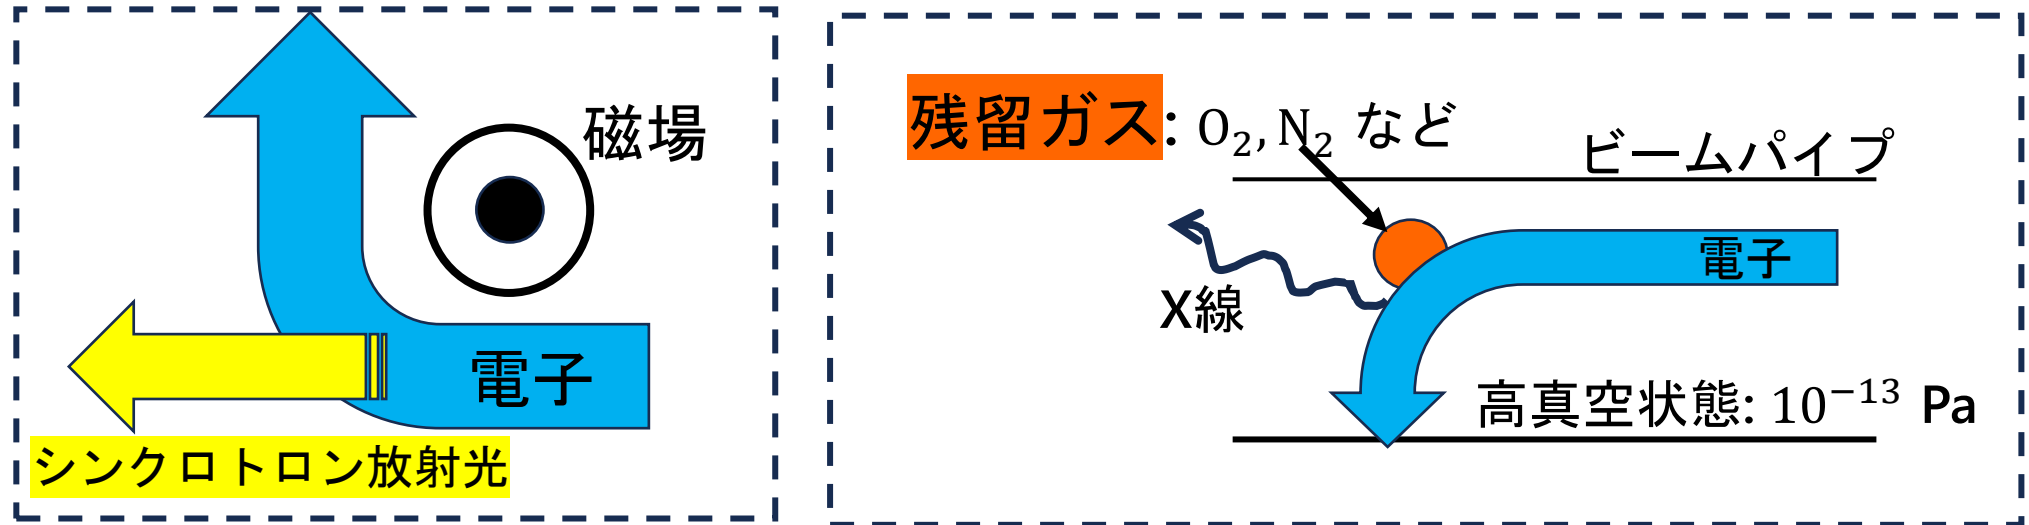 磁場
電子
シンクロトロン放射光
残留ガス: O₂, N₂ など
ビームパイプ
電子
X線
高真空状態: 10⁻¹³ Pa